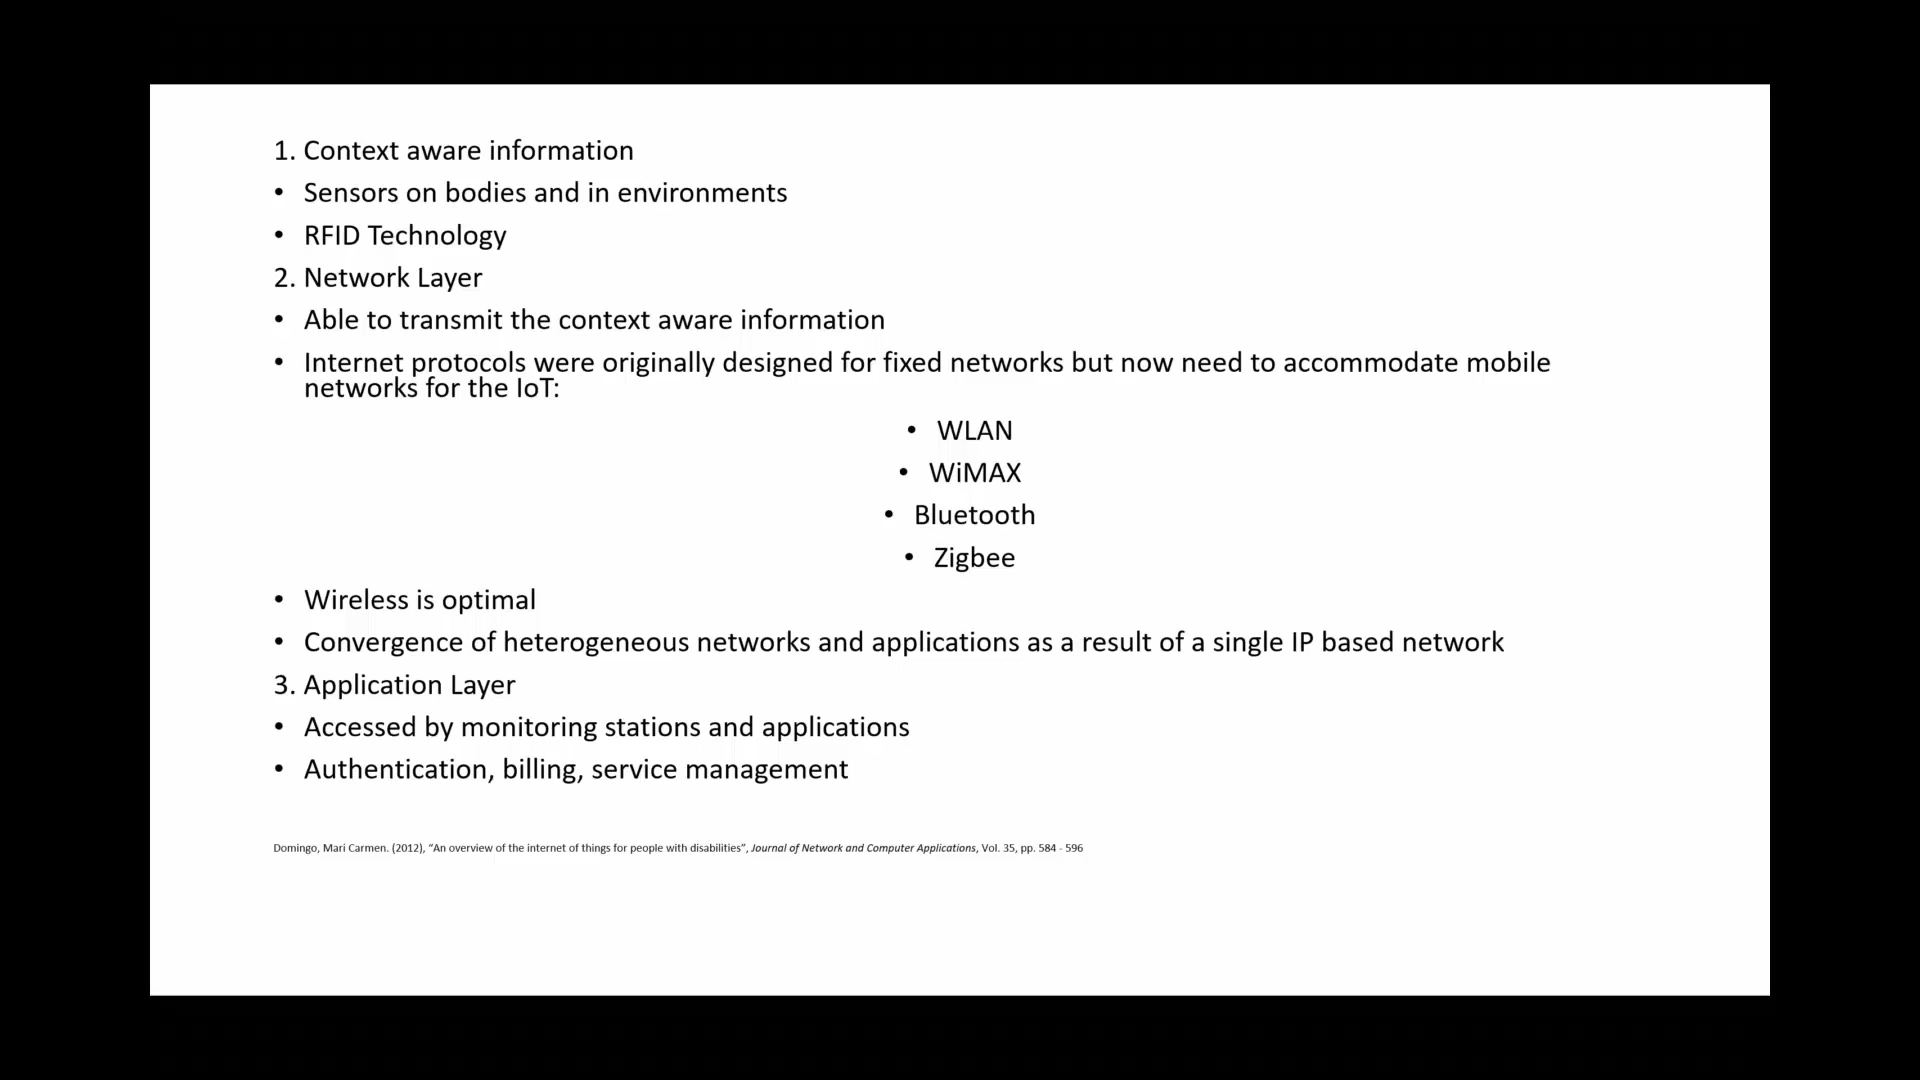 1. Context aware information
• Sensors on bodies and in environments
• RFID Technology
2. Network Layer
• Able to transmit the context aware information
• Internet protocols were originally designed for fixed networks but now need to accommodate mobile
networks for the IoT:
• WLAN
• WiMAX
• Bluetooth
• Zigbee
• Wireless is optimal
• Convergence of heterogeneous networks and applications as a result of a single IP based network
3. Application Layer
• Accessed by monitoring stations and applications
• Authentication, billing, service management
Domingo, Mari Carmen. (2012), “An overview of the internet of things for people with disabilities”, Journal of Network and Computer Applications, Vol. 35, pp. 584 - 596